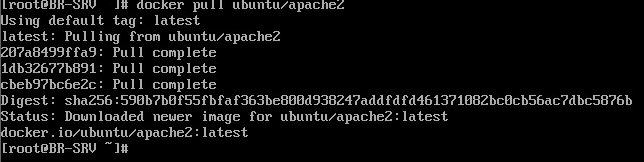 [root@BR-SRV ~]# docker pull ubuntu/apache2
Using default tag: latest
latest: Pulling from ubuntu/apache2
207a8499ffa9: Pull complete
1db32677b891: Pull complete
cbeb97bc6e2c: Pull complete
Digest: sha256:590b7b0f55fbfaf363be800d938247addfdfd461371082bc0cb56ac7dbc5876b
Status: Downloaded newer image for ubuntu/apache2:latest
docker.io/ubuntu/apache2:latest
[root@BR-SRV ~]#